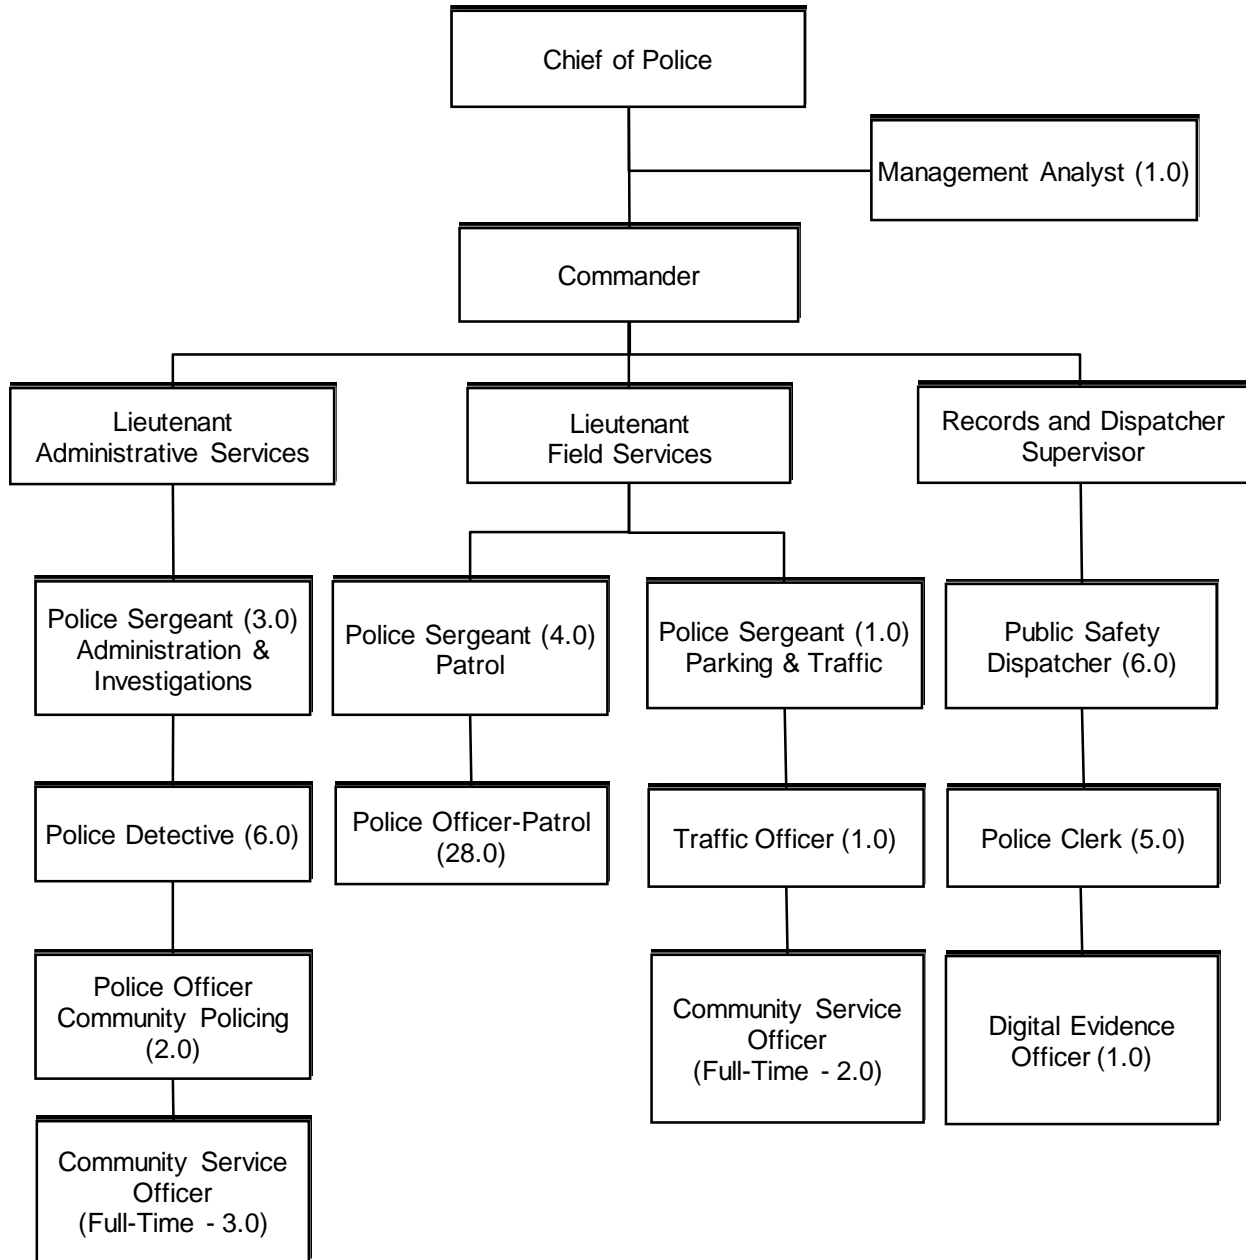 Chief of Police
Management Analyst (1.0)
Commander
Lieutenant
Administrative Services
Lieutenant
Field Services
Records and Dispatcher
Supervisor
Police Sergeant (3.0)
Administration &
Investigations
Police Sergeant (4.0)
Patrol
Police Sergeant (1.0)
Parking & Traffic
Public Safety
Dispatcher (6.0)
Police Detective (6.0)
Police Officer-Patrol
(28.0)
Traffic Officer (1.0)
Police Clerk (5.0)
Police Officer
Community Policing
(2.0)
Community Service
Officer
(Full-Time - 2.0)
Digital Evidence
Officer (1.0)
Community Service
Officer
(Full-Time - 3.0)